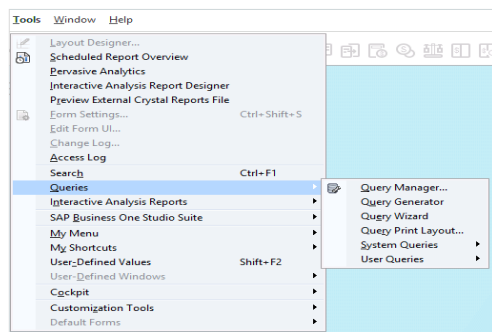 Tools Window Help
Layout Designer...
Scheduled Report Overview
Pervasive Analytics
Interactive Analysis Report Designer
Preview External Crystal Reports File
Form Settings... Ctrl+Shift+S
Edit Form UI...
Change Log...
Access Log
Search Ctrl+F1
Queries
Interactive Analysis Reports
SAP Business One Studio Suite
My Menu
My Shortcuts
User-Defined Values Shift+F2
User-Defined Windows
Cockpit
Customization Tools
Default Forms
Query Manager...
Query Generator
Query Wizard
Query Print Layout...
System Queries
User Queries